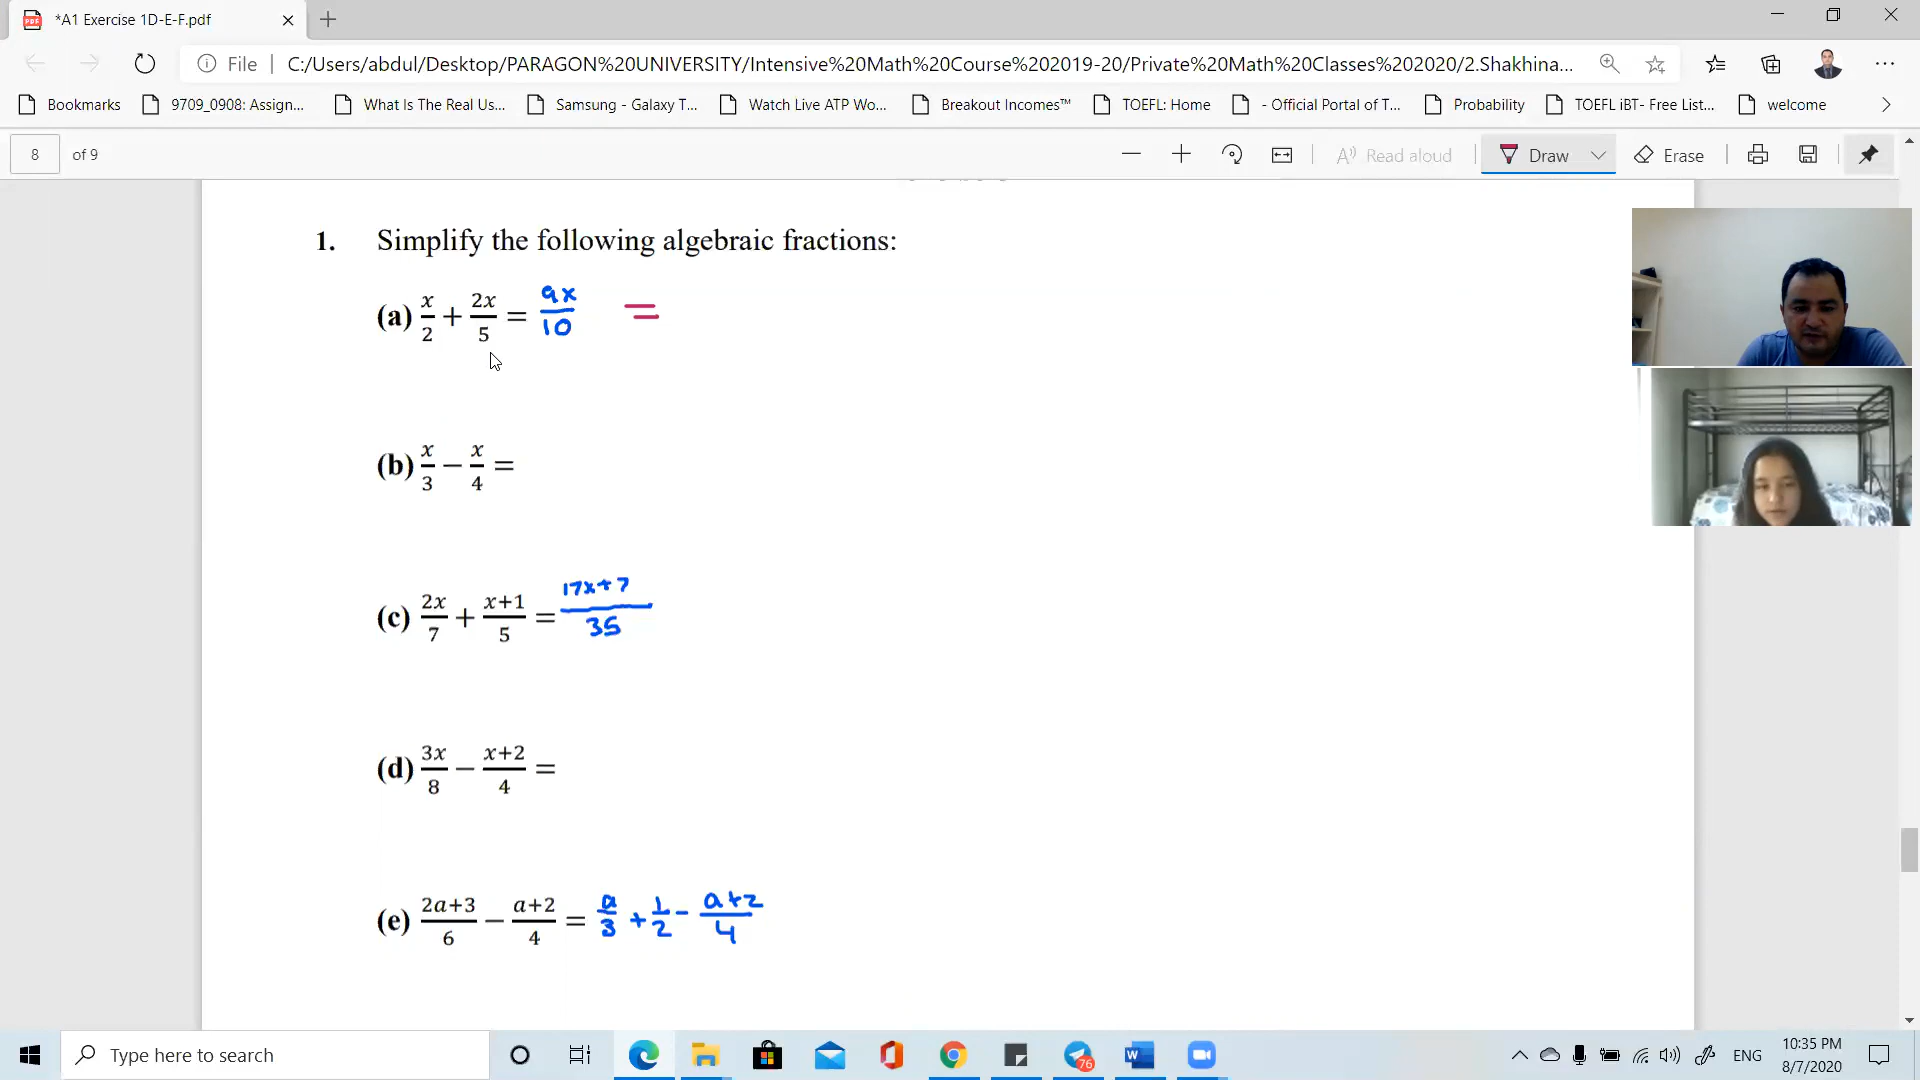 *A1 Exercise 1D-E-F.pdf
File C:/Users/abdul/Desktop/PARAGON%20UNIVERSITY/Intensive%20Math%20Course%202019-20/Private%20Math%20Classes%202020/2.Shakhina...
Bookmarks 9709_0908: Assign... What Is The Real Us... Samsung - Galaxy T... Watch Live ATP Wo... Breakout Incomes™ TOEFL: Home - Official Portal of T... Probability TOEFL iBT- Free List... welcome
8 of 9 Read aloud Draw Erase
1. Simplify the following algebraic fractions:
(a) x/2 + 2x/5 = 9x/10 =
(b) x/3 − x/4 =
(c) 2x/7 + x+1/5 = 17x+7/35
(d) 3x/8 − x+2/4 =
(e) 2a+3/6 − a+2/4 = a/3 + 1/2 - a+2/4
Type here to search 76 ENG 10:35 PM
8/7/2020